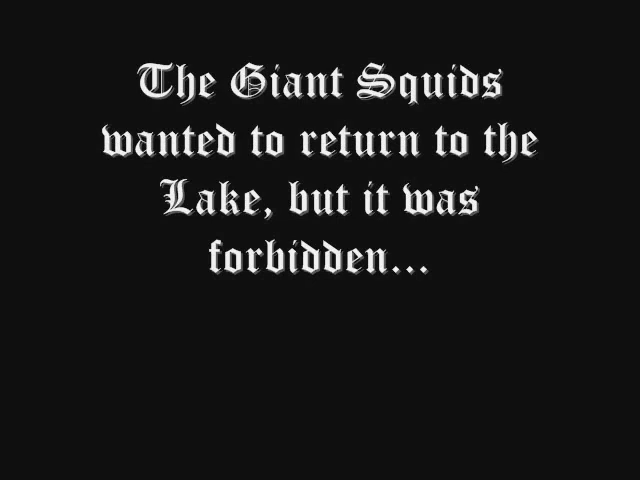 The Giant Squids
wanted to return to the
Lake, but it was
forbidden...